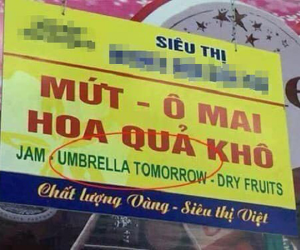 SIÊU THỊ
MỨT - Ô MAI
HOA QUẢ KHÔ
JAM - UMBRELLA TOMORROW - DRY FRUITS
Chất lượng Vàng - Siêu thị Việt